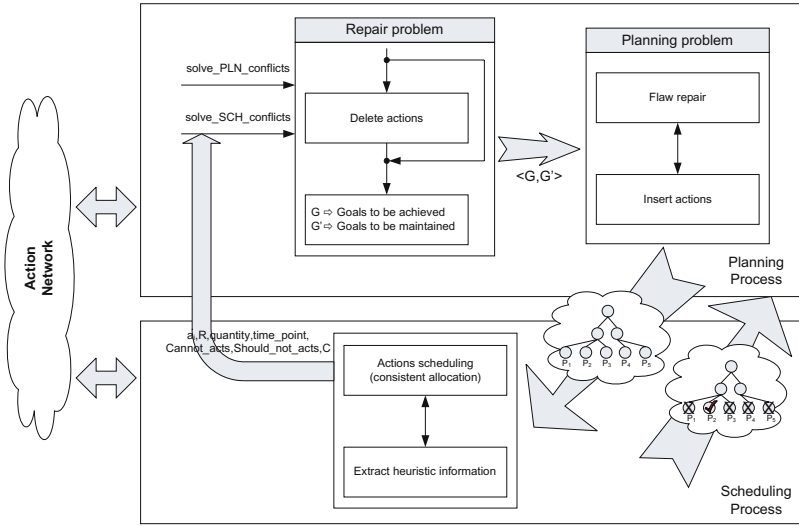 Repair problem
Planning problem
solve_PLN_conflicts
solve_SCH_conflicts
Delete actions
Flaw repair
<G,G'>
Insert actions
G ⇨ Goals to be achieved
G'⇨ Goals to be maintained
Action
Network
Planning
Process
a,R,quantity,time_point,
Cannot_acts,Should_not_acts,C
Actions scheduling
(consistent allocation)
Extract heuristic information
P1 P2 P3 P4 P5
P1 P2 P3 P4 P5
Scheduling
Process